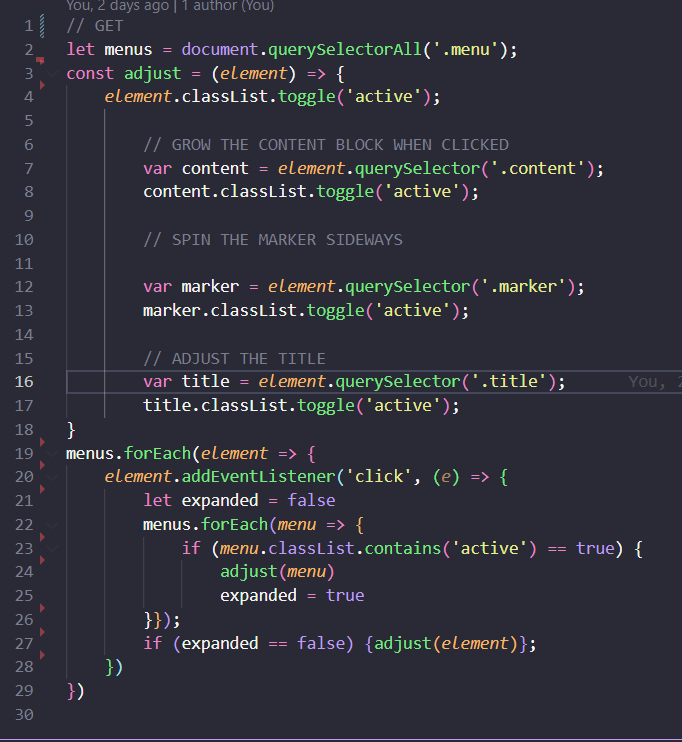 You, 2 days ago | 1 author (You)
1 // GET
2 let menus = document.querySelectorAll('.menu');
3 const adjust = (element) => {
4 element.classList.toggle('active');
5
6 // GROW THE CONTENT BLOCK WHEN CLICKED
7 var content = element.querySelector('.content');
8 content.classList.toggle('active');
9
10 // SPIN THE MARKER SIDEWAYS
11
12 var marker = element.querySelector('.marker');
13 marker.classList.toggle('active');
14
15 // ADJUST THE TITLE
16 var title = element.querySelector('.title'); You, 2
17 title.classList.toggle('active');
18 }
19 menus.forEach(element => {
20 element.addEventListener('click', (e) => {
21 let expanded = false
22 menus.forEach(menu => {
23 if (menu.classList.contains('active') == true) {
24 adjust(menu)
25 expanded = true
26 }});
27 if (expanded == false) {adjust(element)};
28 })
29 })
30